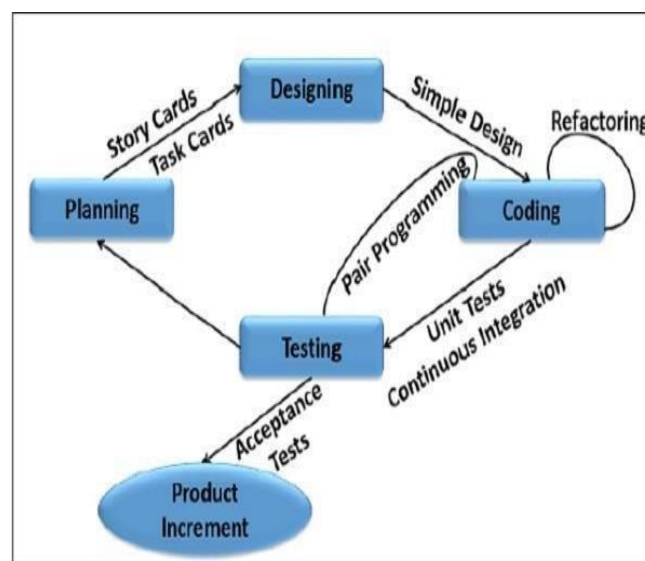 Designing
Story Cards
Task Cards
Simple Design
Refactoring
Planning
Coding
Pair Programming
Unit Tests
Continuous Integration
Testing
Acceptance
Tests
Product
Increment